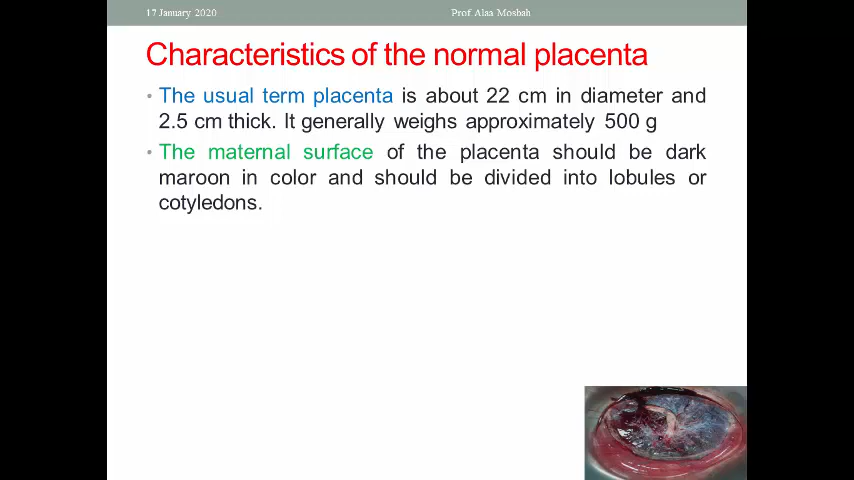 17 January 2020
Prof Alaa Mosbah
Characteristics of the normal placenta
• The usual term placenta is about 22 cm in diameter and
2.5 cm thick. It generally weighs approximately 500 g
• The maternal surface of the placenta should be dark
maroon in color and should be divided into lobules or
cotyledons.